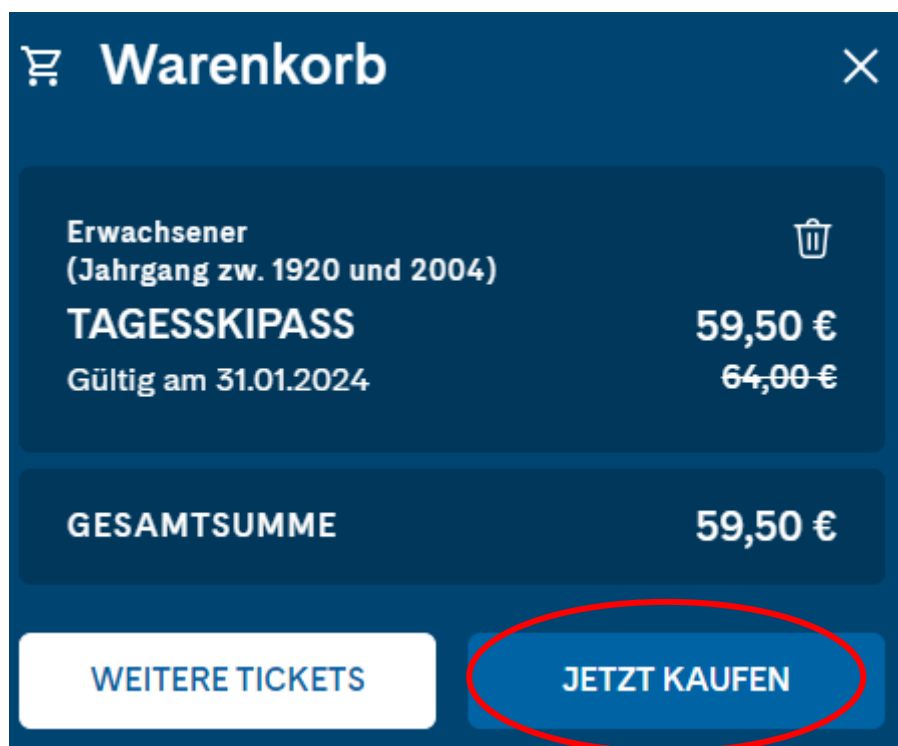 Warenkorb
Erwachsener
(Jahrgang zw. 1920 und 2004)
TAGESSKIPASS 59,50 €
Gültig am 31.01.2024 64,00 €
GESAMTSUMME 59,50 €
WEITERE TICKETS JETZT KAUFEN